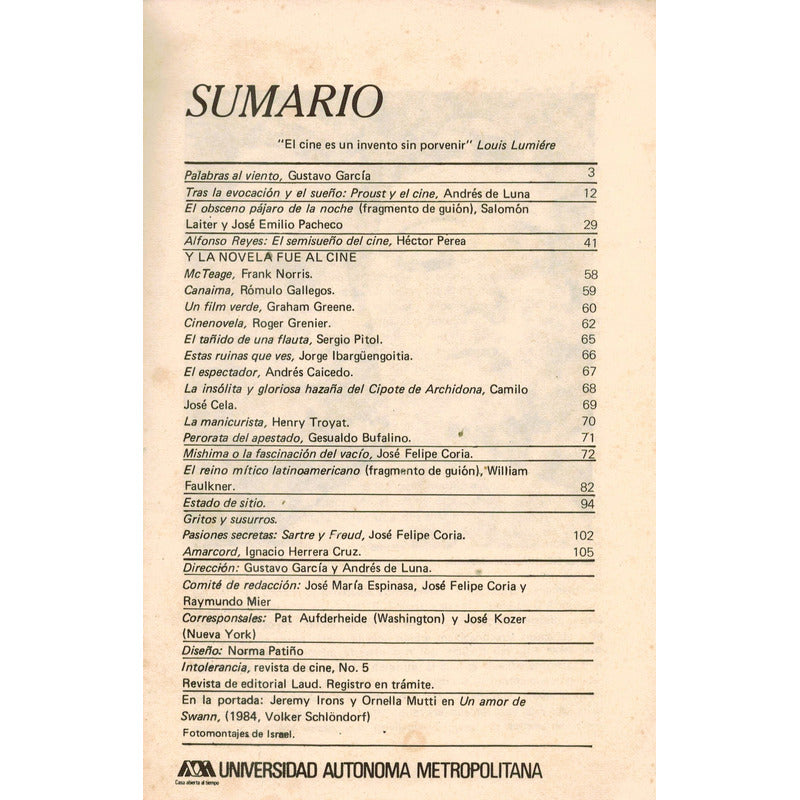 SUMARIO
"El cine es un invento sin porvenir" Louis Lumiére
Palabras al viento, Gustavo García 3
Tras la evocación y el sueño: Proust y el cine, Andrés de Luna 12
El obsceno pájaro de la noche (fragmento de guión), Salomón
Laiter y José Emilio Pacheco 29
Alfonso Reyes: El semisueño del cine, Héctor Perea 41
Y LA NOVELA FUE AL CINE
McTeage, Frank Norris. 58
Canaima, Rómulo Gallegos. 59
Un film verde, Graham Greene. 60
Cinenovela, Roger Grenier. 62
El tañido de una flauta, Sergio Pitol. 65
Estas ruinas que ves, Jorge Ibargüengoitia. 66
El espectador, Andrés Caicedo. 67
La insólita y gloriosa hazaña del Cipote de Archidona, Camilo 68
José Cela. 69
La manicurista, Henry Troyat. 70
Perorata del apestado, Gesualdo Bufalino. 71
Mishima o la fascinación del vacío, José Felipe Coria. 72
El reino mítico latinoamericano (fragmento de guión), William
Faulkner. 82
Estado de sitio. 94
Gritos y susurros.
Pasiones secretas: Sartre y Freud, José Felipe Coria. 102
Amarcord, Ignacio Herrera Cruz. 105
Dirección: Gustavo García y Andrés de Luna.
Comité de redacción: José María Espinasa, José Felipe Coria y
Raymundo Mier
Corresponsales: Pat Aufderheide (Washington) y José Kozer
(Nueva York)
Diseño: Norma Patiño
Intolerancia, revista de cine, No. 5
Revista de editorial Laud. Registro en trámite.
En la portada: Jeremy Irons y Ornella Mutti en Un amor de
Swann, (1984, Volker Schlöndorf)
Fotomontajes de Israel.
UNIVERSIDAD AUTONOMA METROPOLITANA
Casa abierta al tiempo